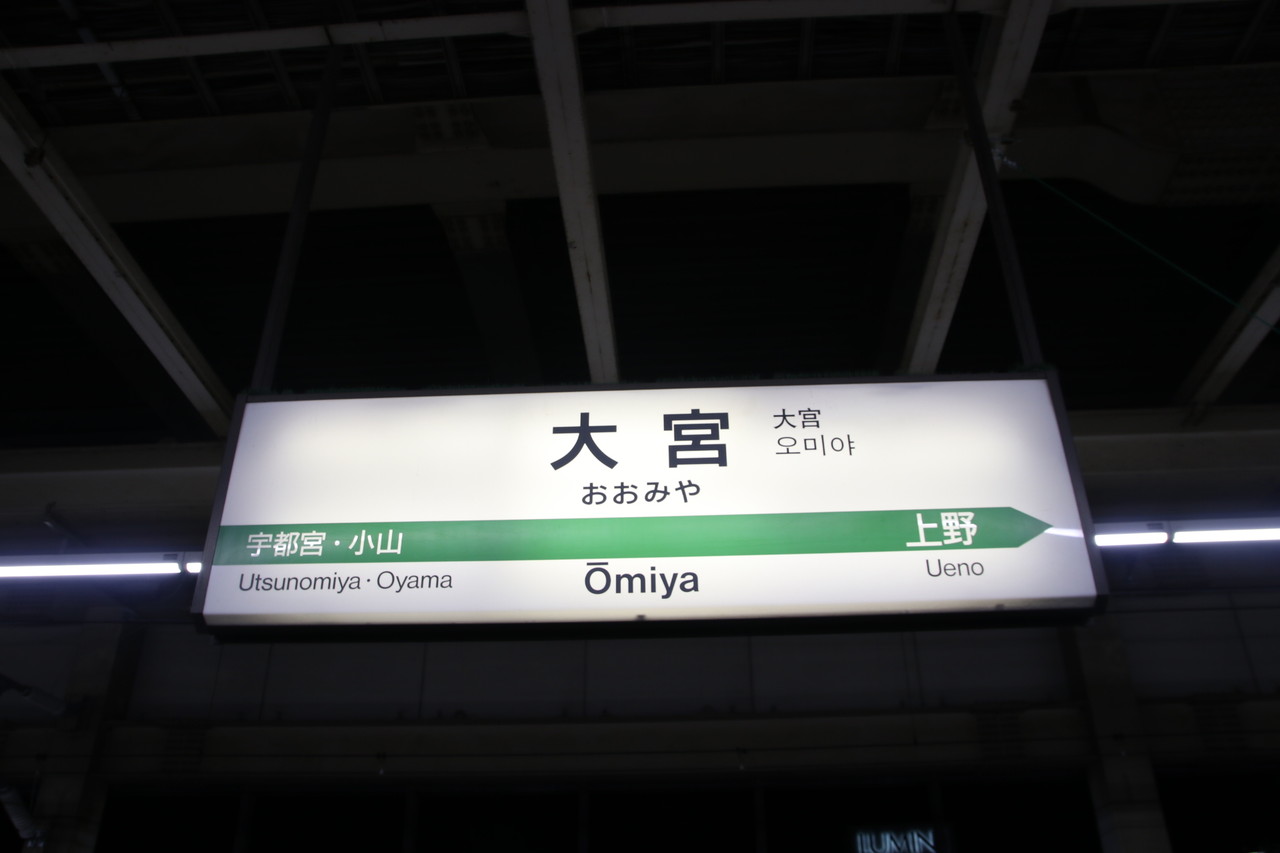 大宮
大宮
오미야
おおみや
宇都宮・小山
上野
Utsunomiya・Oyama
Ōmiya
Ueno